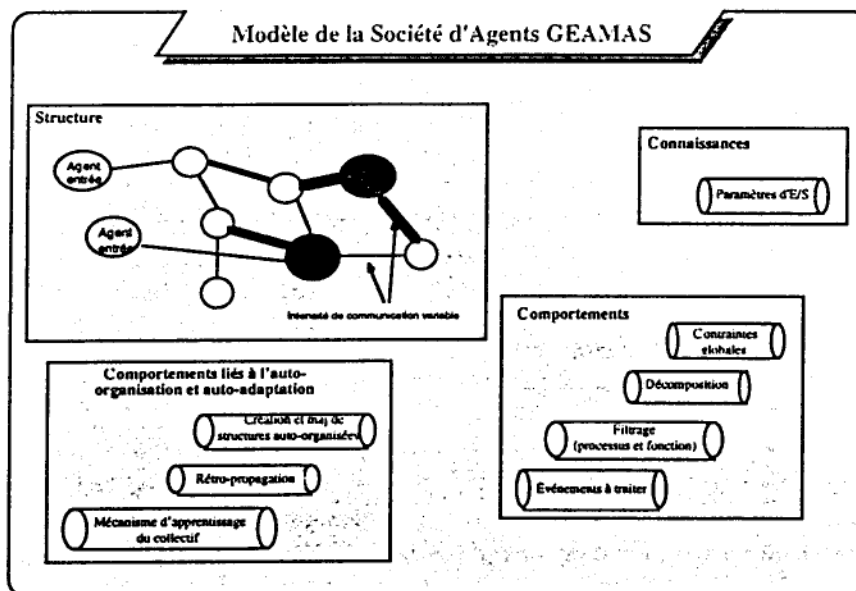 Modèle de la Société d'Agents GEAMAS
Structure
Agent
entrée
Agent
entrée
Intensité de communication variable
Connaissances
Paramètres d'E/S
Comportements
Contraintes
globales
Décomposition
Filtrage
(processus et fonction)
Événements à traiter
Comportements liés à l'auto-
organisation et auto-adaptation
Création et maj de
structures auto-organisées
Rétro-propagation
Mécanisme d'apprentissage
du collectif